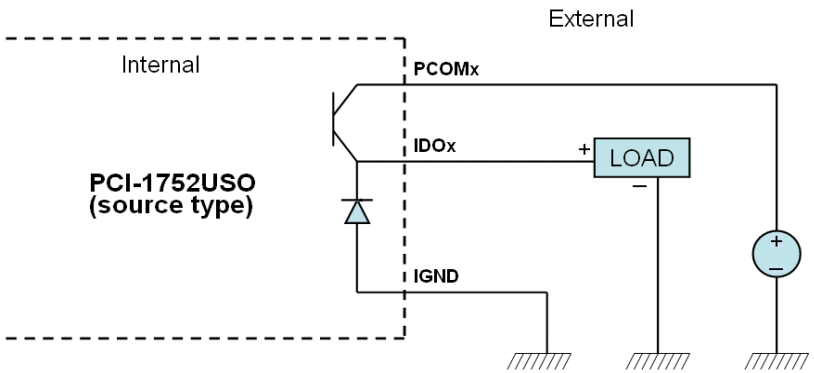 External
Internal
PCOMx
IDOx
+
LOAD
–
PCI-1752USO
(source type)
+
–
IGND